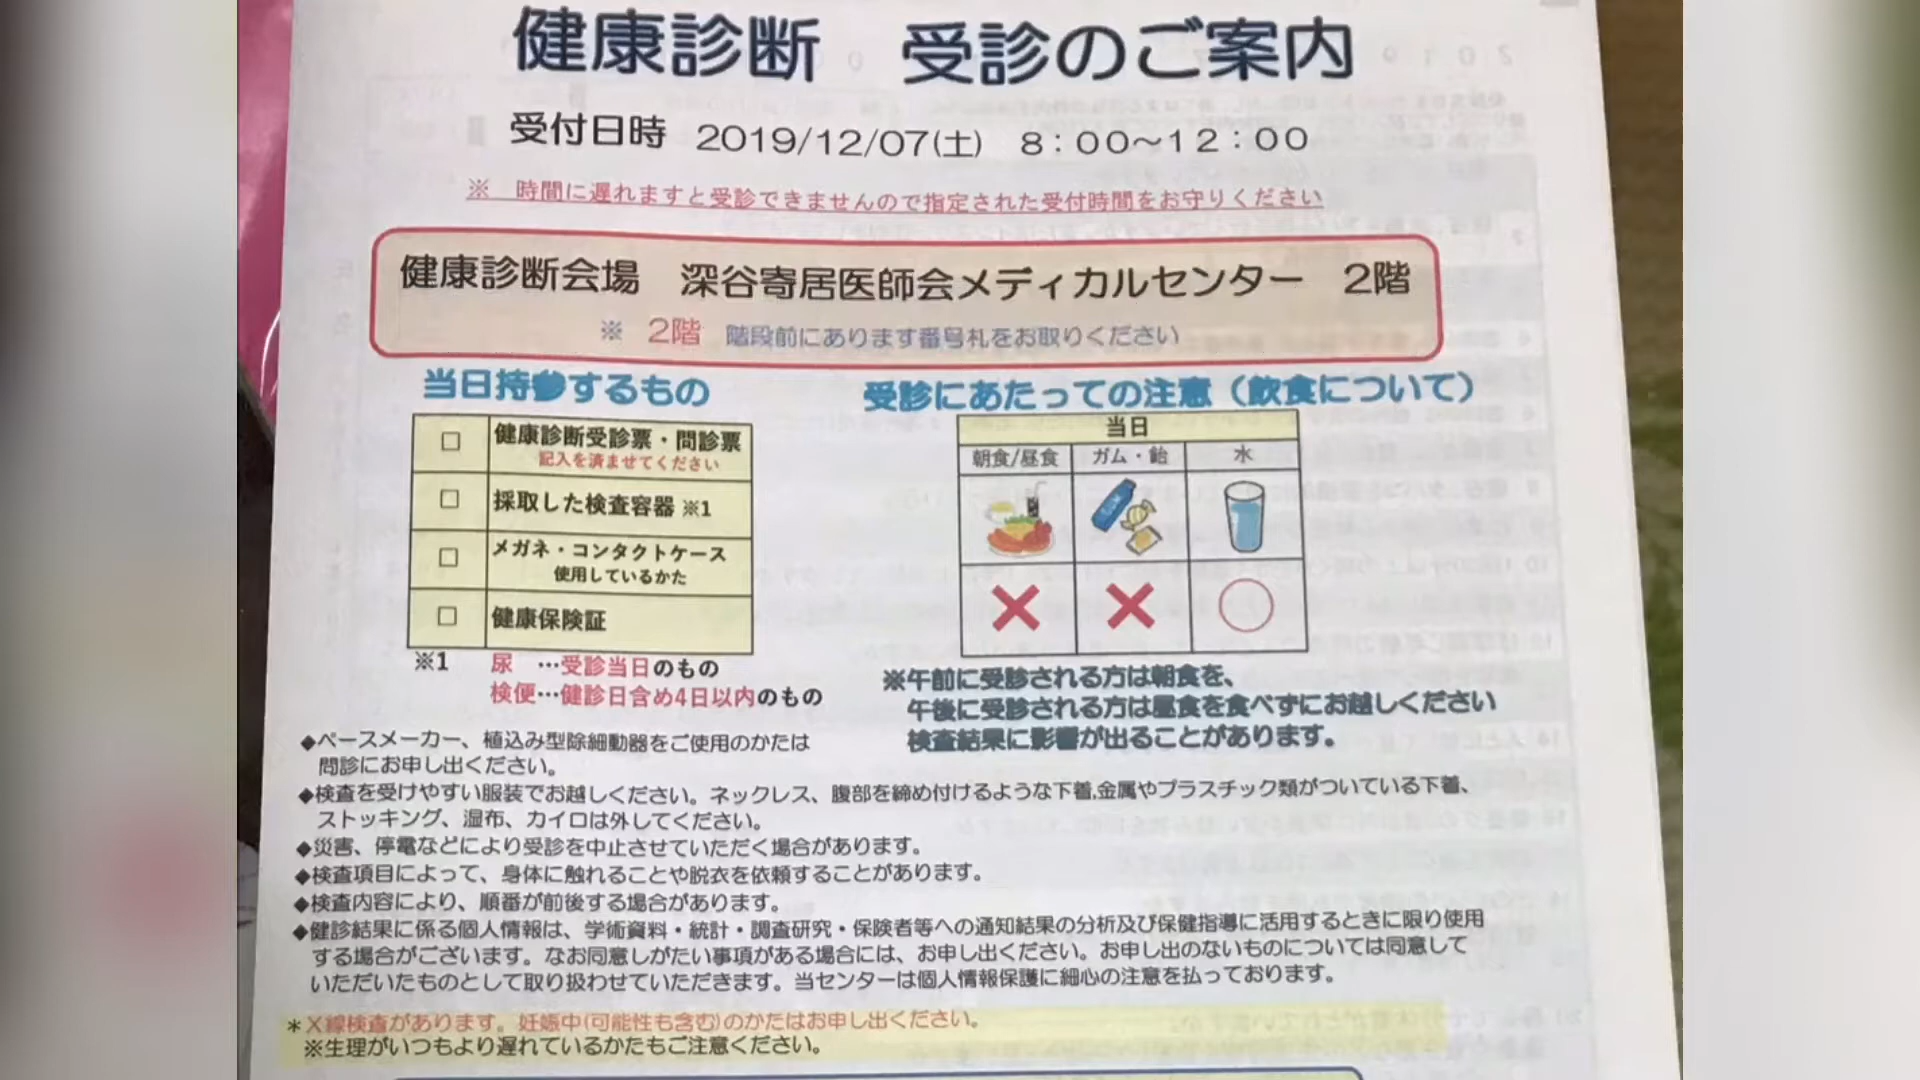 健康診断 受診のご案内
受付日時 2019/12/07(土) 8:00～12:00
※ 時間に遅れますと受診できませんので指定された受付時間をお守りください
健康診断会場 深谷寄居医師会メディカルセンター 2階
※ 2階 階段前にあります番号札をお取りください
当日持参するもの
□ 健康診断受診票・問診票
記入を済ませてください
□ 採取した検査容器 ※1
□ メガネ・コンタクトケース
使用しているかた
□ 健康保険証
※1 尿 …受診当日のもの
検便…健診日含め4日以内のもの
受診にあたっての注意（飲食について）
当日
朝食/昼食 ガム・飴 水
※午前に受診される方は朝食を、
午後に受診される方は昼食を食べずにお越しください
検査結果に影響が出ることがあります。
◆ペースメーカー、植込み型除細動器をご使用のかたは
問診にお申し出ください。
◆検査を受けやすい服装でお越しください。ネックレス、腹部を締め付けるような下着,金属やプラスチック類がついている下着、
ストッキング、湿布、カイロは外してください。
◆災害、停電などにより受診を中止させていただく場合があります。
◆検査項目によって、身体に触れることや脱衣を依頼することがあります。
◆検査内容により、順番が前後する場合があります。
◆健診結果に係る個人情報は、学術資料・統計・調査研究・保険者等への通知結果の分析及び保健指導に活用するときに限り使用
する場合がございます。なお同意しがたい事項がある場合には、お申し出ください。お申し出のないものについては同意して
いただいたものとして取り扱わせていただきます。当センターは個人情報保護に細心の注意を払っております。
＊X線検査があります。妊娠中(可能性も含む)のかたはお申し出ください。
※生理がいつもより遅れているかたもご注意ください。